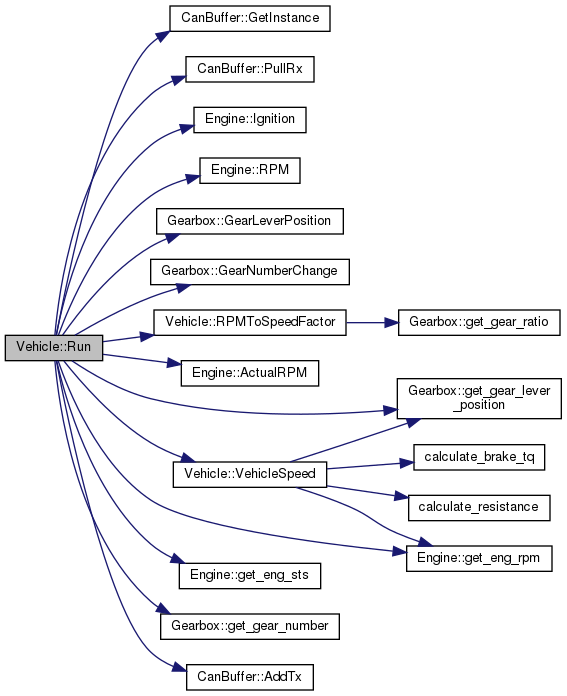 CanBuffer::GetInstance
CanBuffer::PullRx
Engine::Ignition
Engine::RPM
Gearbox::GearLeverPosition
Gearbox::GearNumberChange
Vehicle::Run
Vehicle::RPMToSpeedFactor
Gearbox::get_gear_ratio
Engine::ActualRPM
Gearbox::get_gear_lever
_position
Vehicle::VehicleSpeed
calculate_brake_tq
calculate_resistance
Engine::get_eng_rpm
Engine::get_eng_sts
Gearbox::get_gear_number
CanBuffer::AddTx